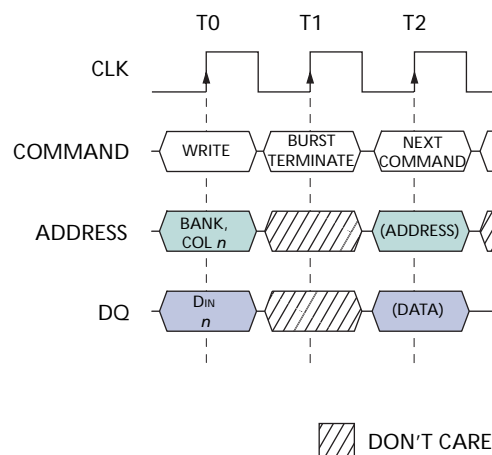 T0 T1 T2
CLK
COMMAND
WRITE
BURST
TERMINATE
NEXT
COMMAND
ADDRESS
BANK,
COL n
(ADDRESS)
DQ
DIN
n
(DATA)
DON'T CARE